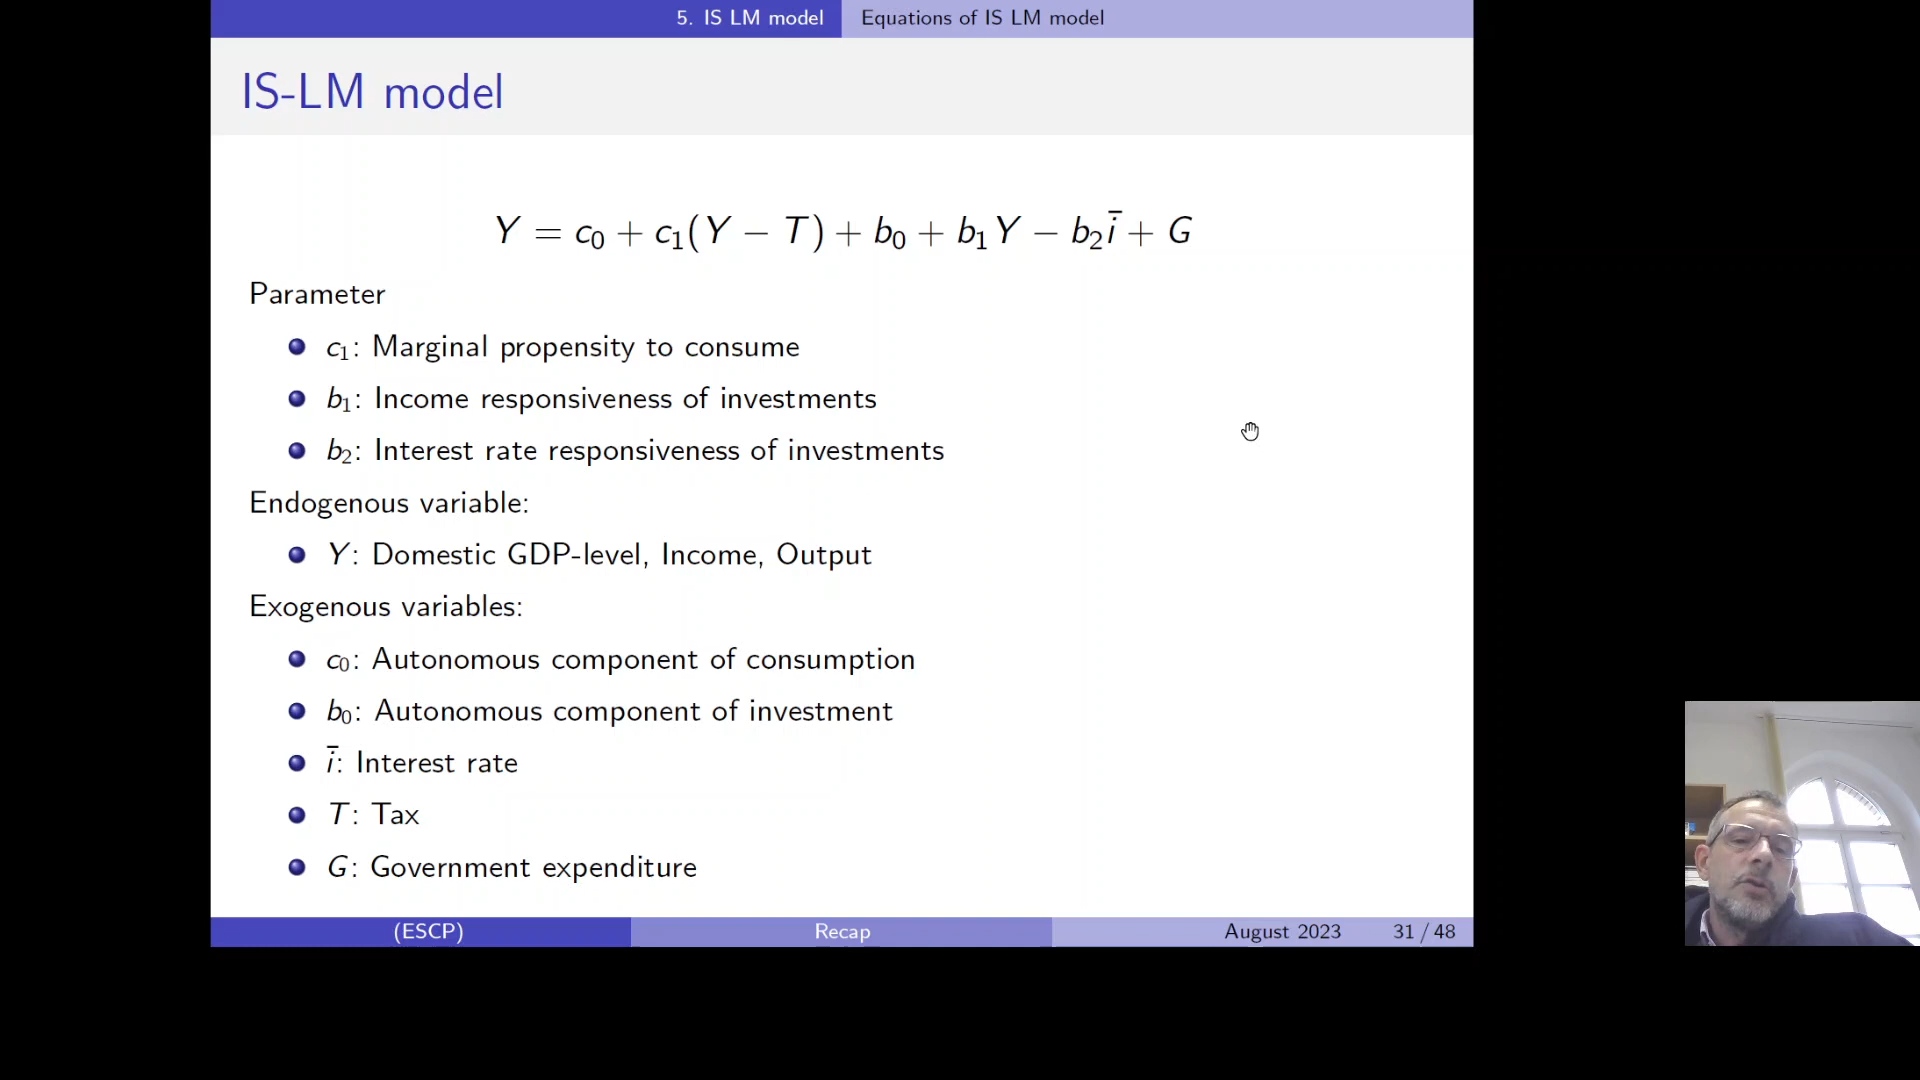 5. IS LM model Equations of IS LM model
IS-LM model
Y = c₀ + c₁(Y − T) + b₀ + b₁Y − b₂i̅ + G
Parameter
c₁: Marginal propensity to consume
b₁: Income responsiveness of investments
b₂: Interest rate responsiveness of investments
Endogenous variable:
Y: Domestic GDP-level, Income, Output
Exogenous variables:
c₀: Autonomous component of consumption
b₀: Autonomous component of investment
i̅: Interest rate
T: Tax
G: Government expenditure
(ESCP) Recap August 2023 31 / 48